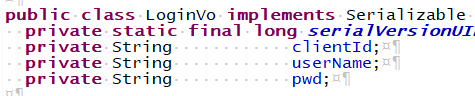 public class LoginVo implements Serializable
private static final long serialVersionUI
private String clientId;
private String userName;
private String pwd;